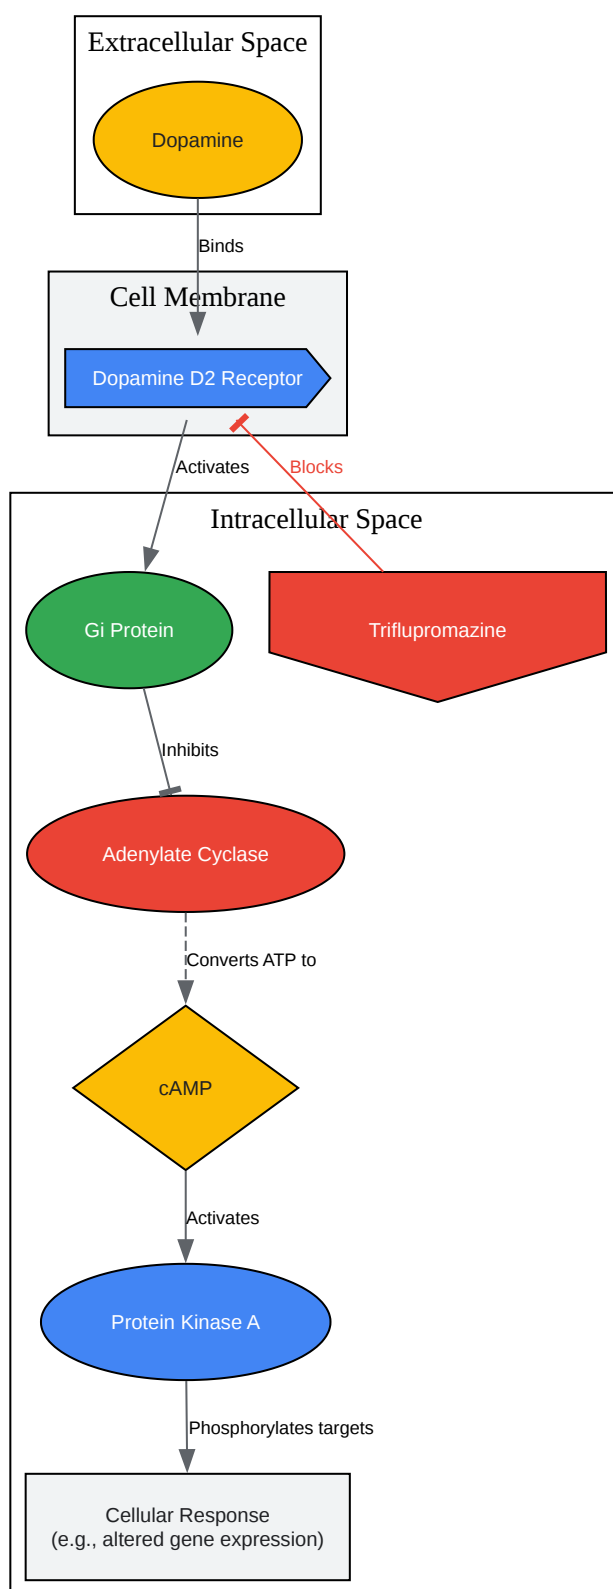 Extracellular Space
Dopamine
Binds
Cell Membrane
Dopamine D2 Receptor
Activates
Blocks
Intracellular Space
Gi Protein
Triflupromazine
Inhibits
Adenylate Cyclase
Converts ATP to
cAMP
Activates
Protein Kinase A
Phosphorylates targets
Cellular Response
(e.g., altered gene expression)